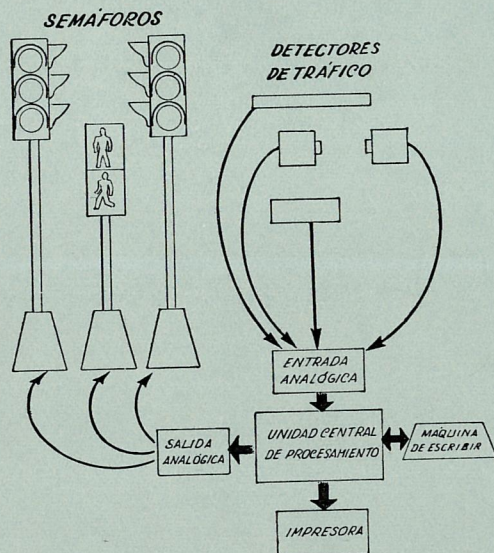 SEMÁFOROS
DETECTORES
DE TRÁFICO
ENTRADA
ANALÓGICA
UNIDAD CENTRAL
DE PROCESAMIENTO
MÁQUINA
DE ESCRIBIR
SALIDA
ANALÓGICA
IMPRESORA